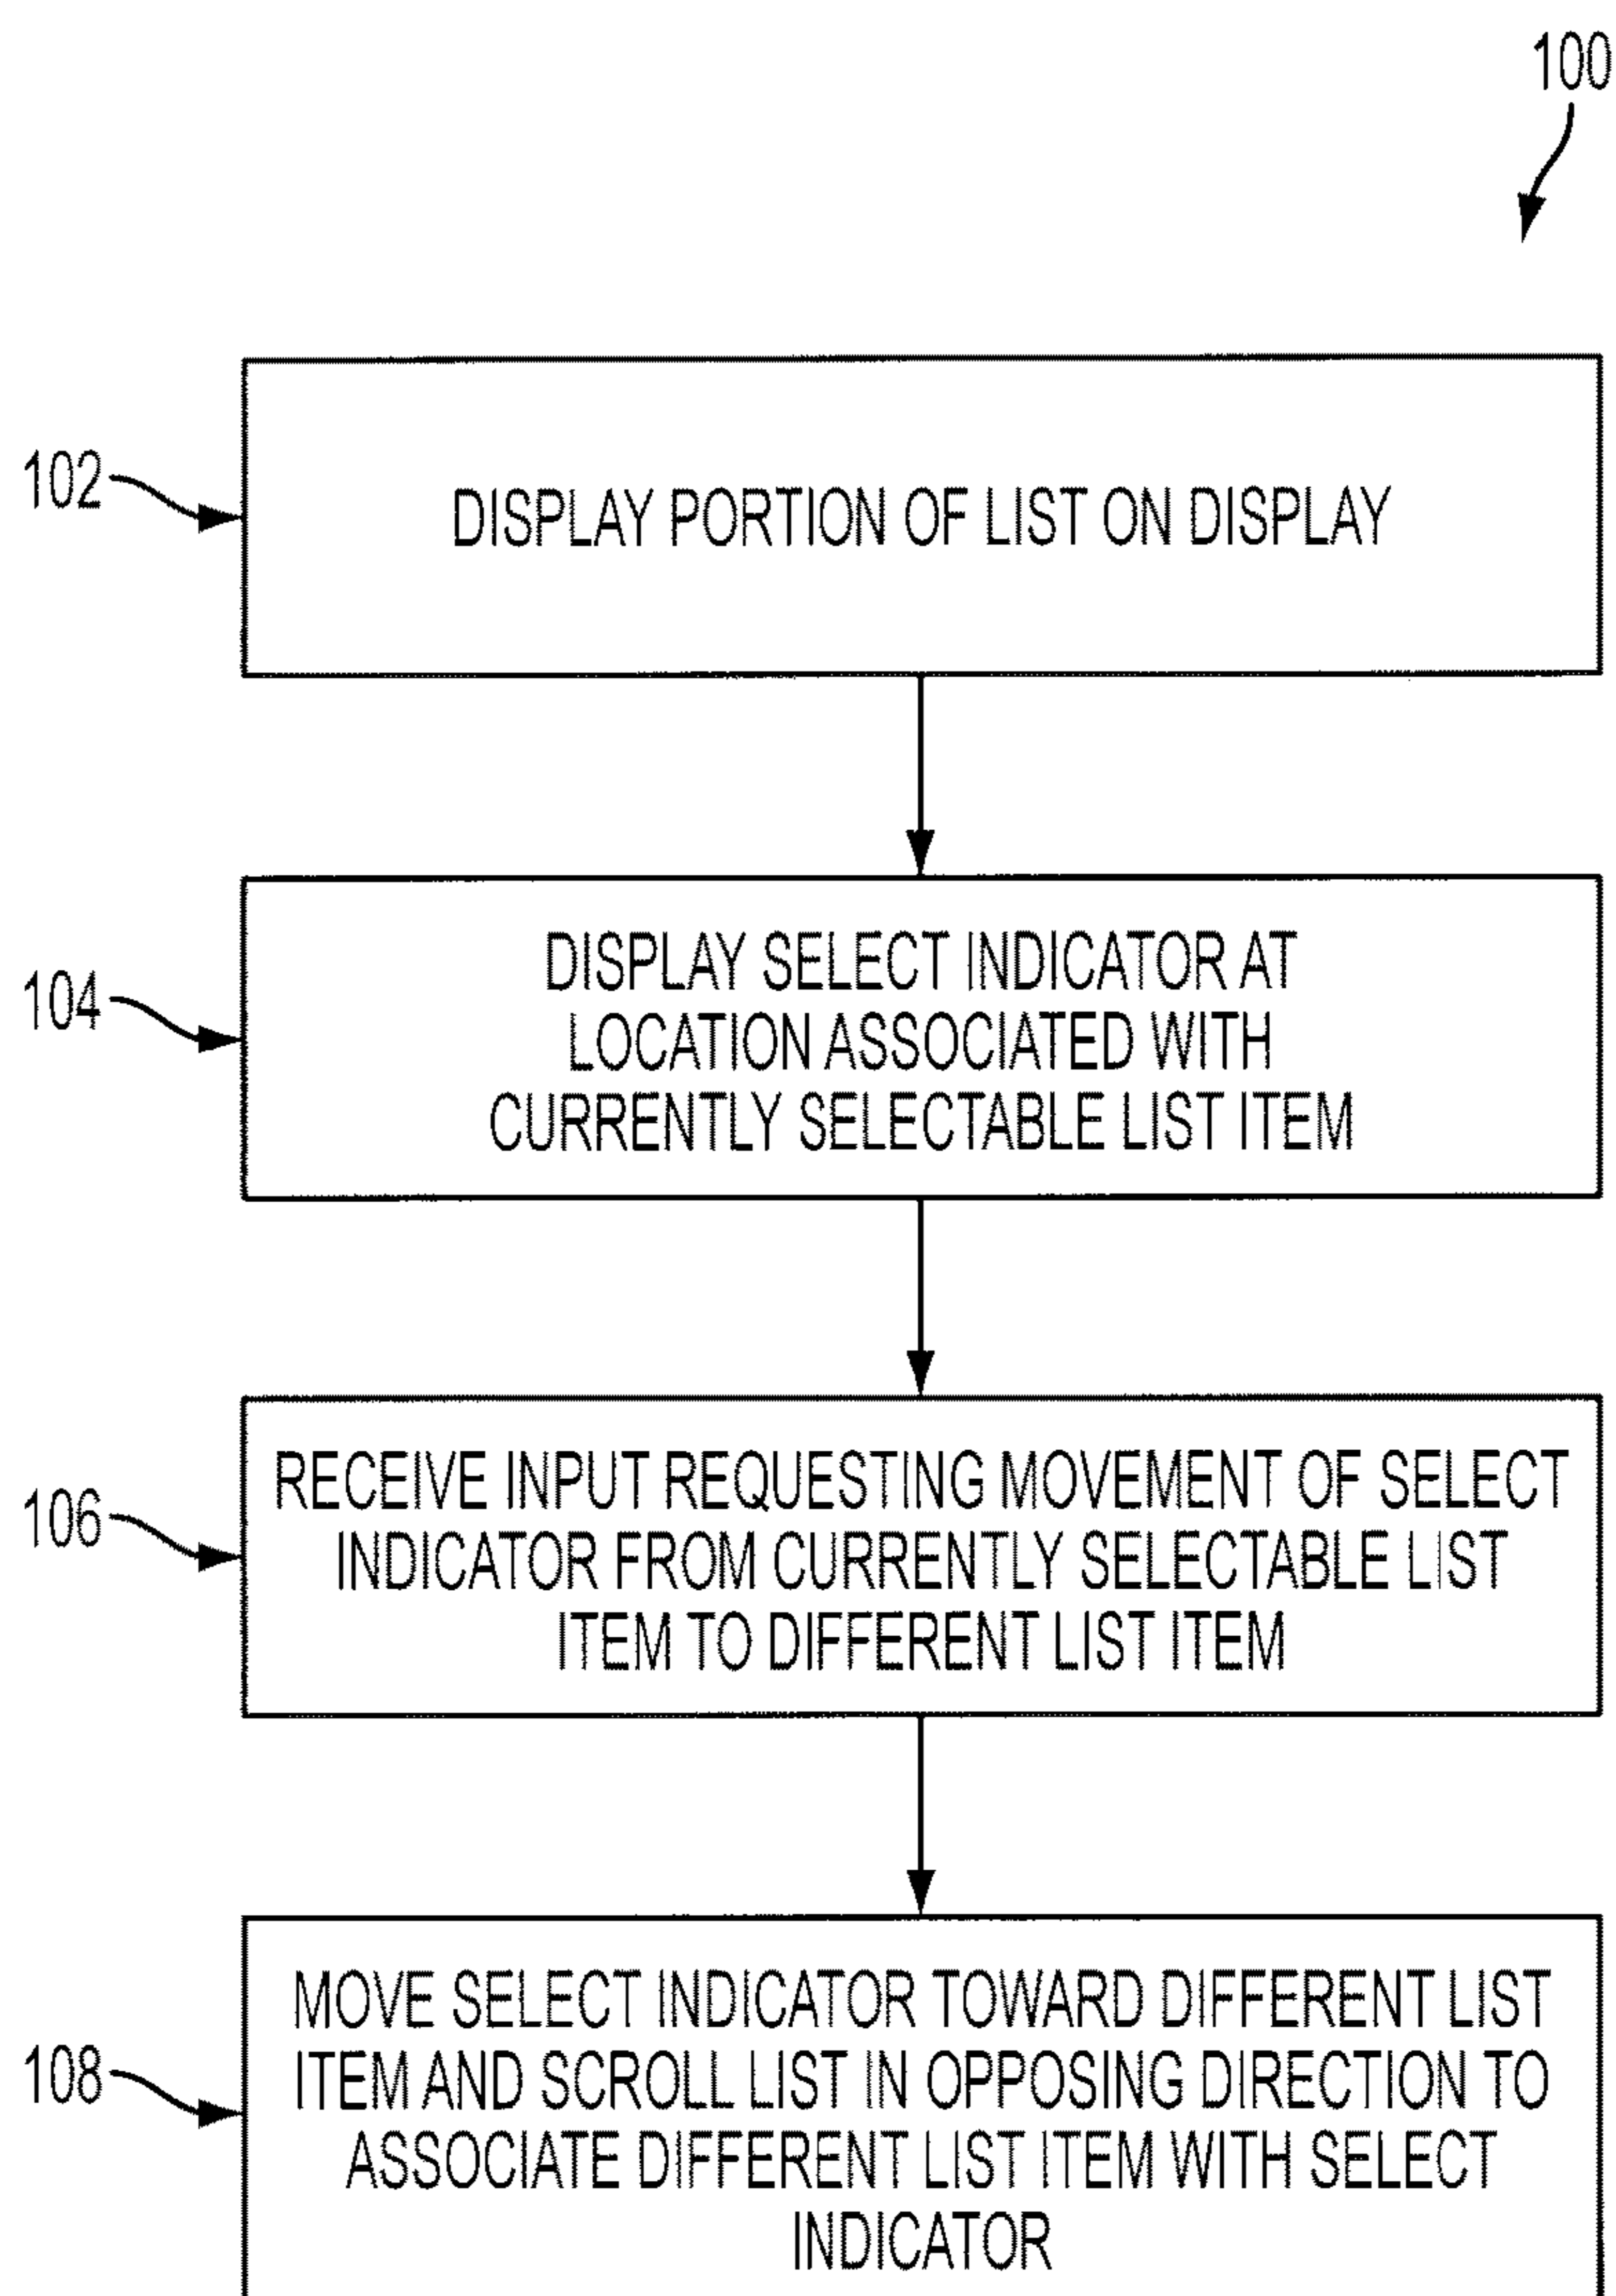 100
102
DISPLAY PORTION OF LIST ON DISPLAY
104
DISPLAY SELECT INDICATOR AT
LOCATION ASSOCIATED WITH
CURRENTLY SELECTABLE LIST ITEM
106
RECEIVE INPUT REQUESTING MOVEMENT OF SELECT
INDICATOR FROM CURRENTLY SELECTABLE LIST
ITEM TO DIFFERENT LIST ITEM
108
MOVE SELECT INDICATOR TOWARD DIFFERENT LIST
ITEM AND SCROLL LIST IN OPPOSING DIRECTION TO
ASSOCIATE DIFFERENT LIST ITEM WITH SELECT
INDICATOR